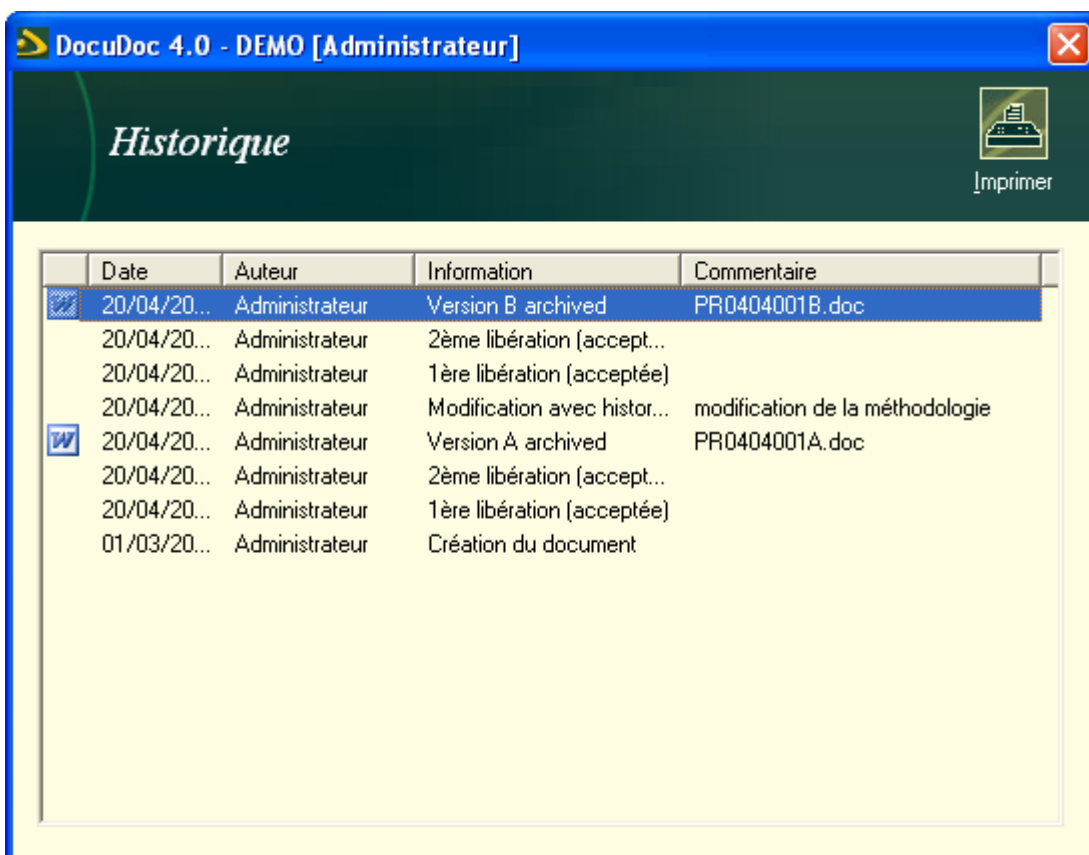 DocuDoc 4.0 - DEMO [Administrateur]
Historique
Imprimer
Date Auteur Information Commentaire
20/04/20... Administrateur Version B archived PR0404001B.doc
20/04/20... Administrateur 2ème libération (accept...
20/04/20... Administrateur 1ère libération (acceptée)
20/04/20... Administrateur Modification avec histor... modification de la méthodologie
20/04/20... Administrateur Version A archived PR0404001A.doc
20/04/20... Administrateur 2ème libération (accept...
20/04/20... Administrateur 1ère libération (acceptée)
01/03/20... Administrateur Création du document